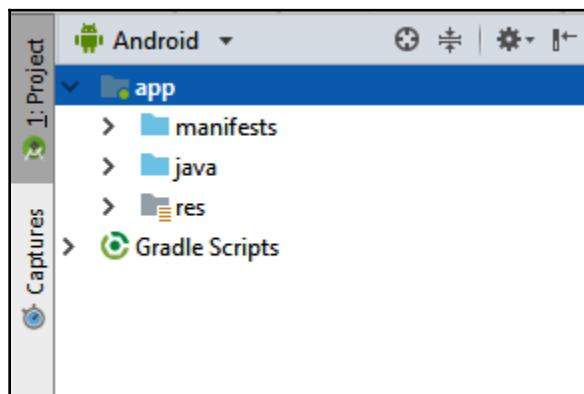 Android
1: Project
app
manifests
java
res
Gradle Scripts
Captures